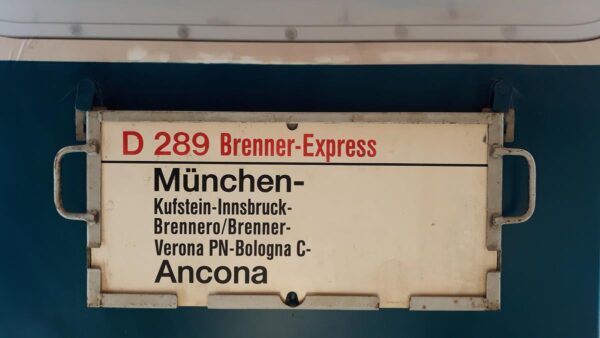 D 289 Brenner-Express
München-
Kufstein-Innsbruck-
Brennero/Brenner-
Verona PN-Bologna C-
Ancona